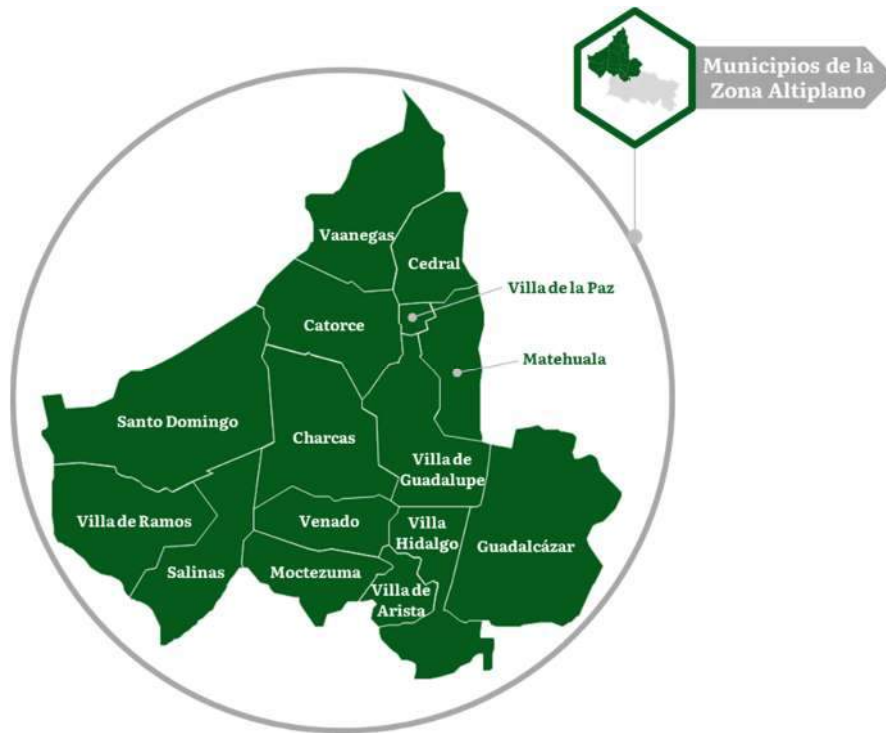 Municipios de la
Zona Altiplano
Vaanegas
Cedral
Villa de la Paz
Catorce
Matehuala
Santo Domingo
Charcas
Villa de
Guadalupe
Villa de Ramos
Venado
Villa
Hidalgo
Guadalcázar
Salinas
Moctezuma
Villa de
Arista